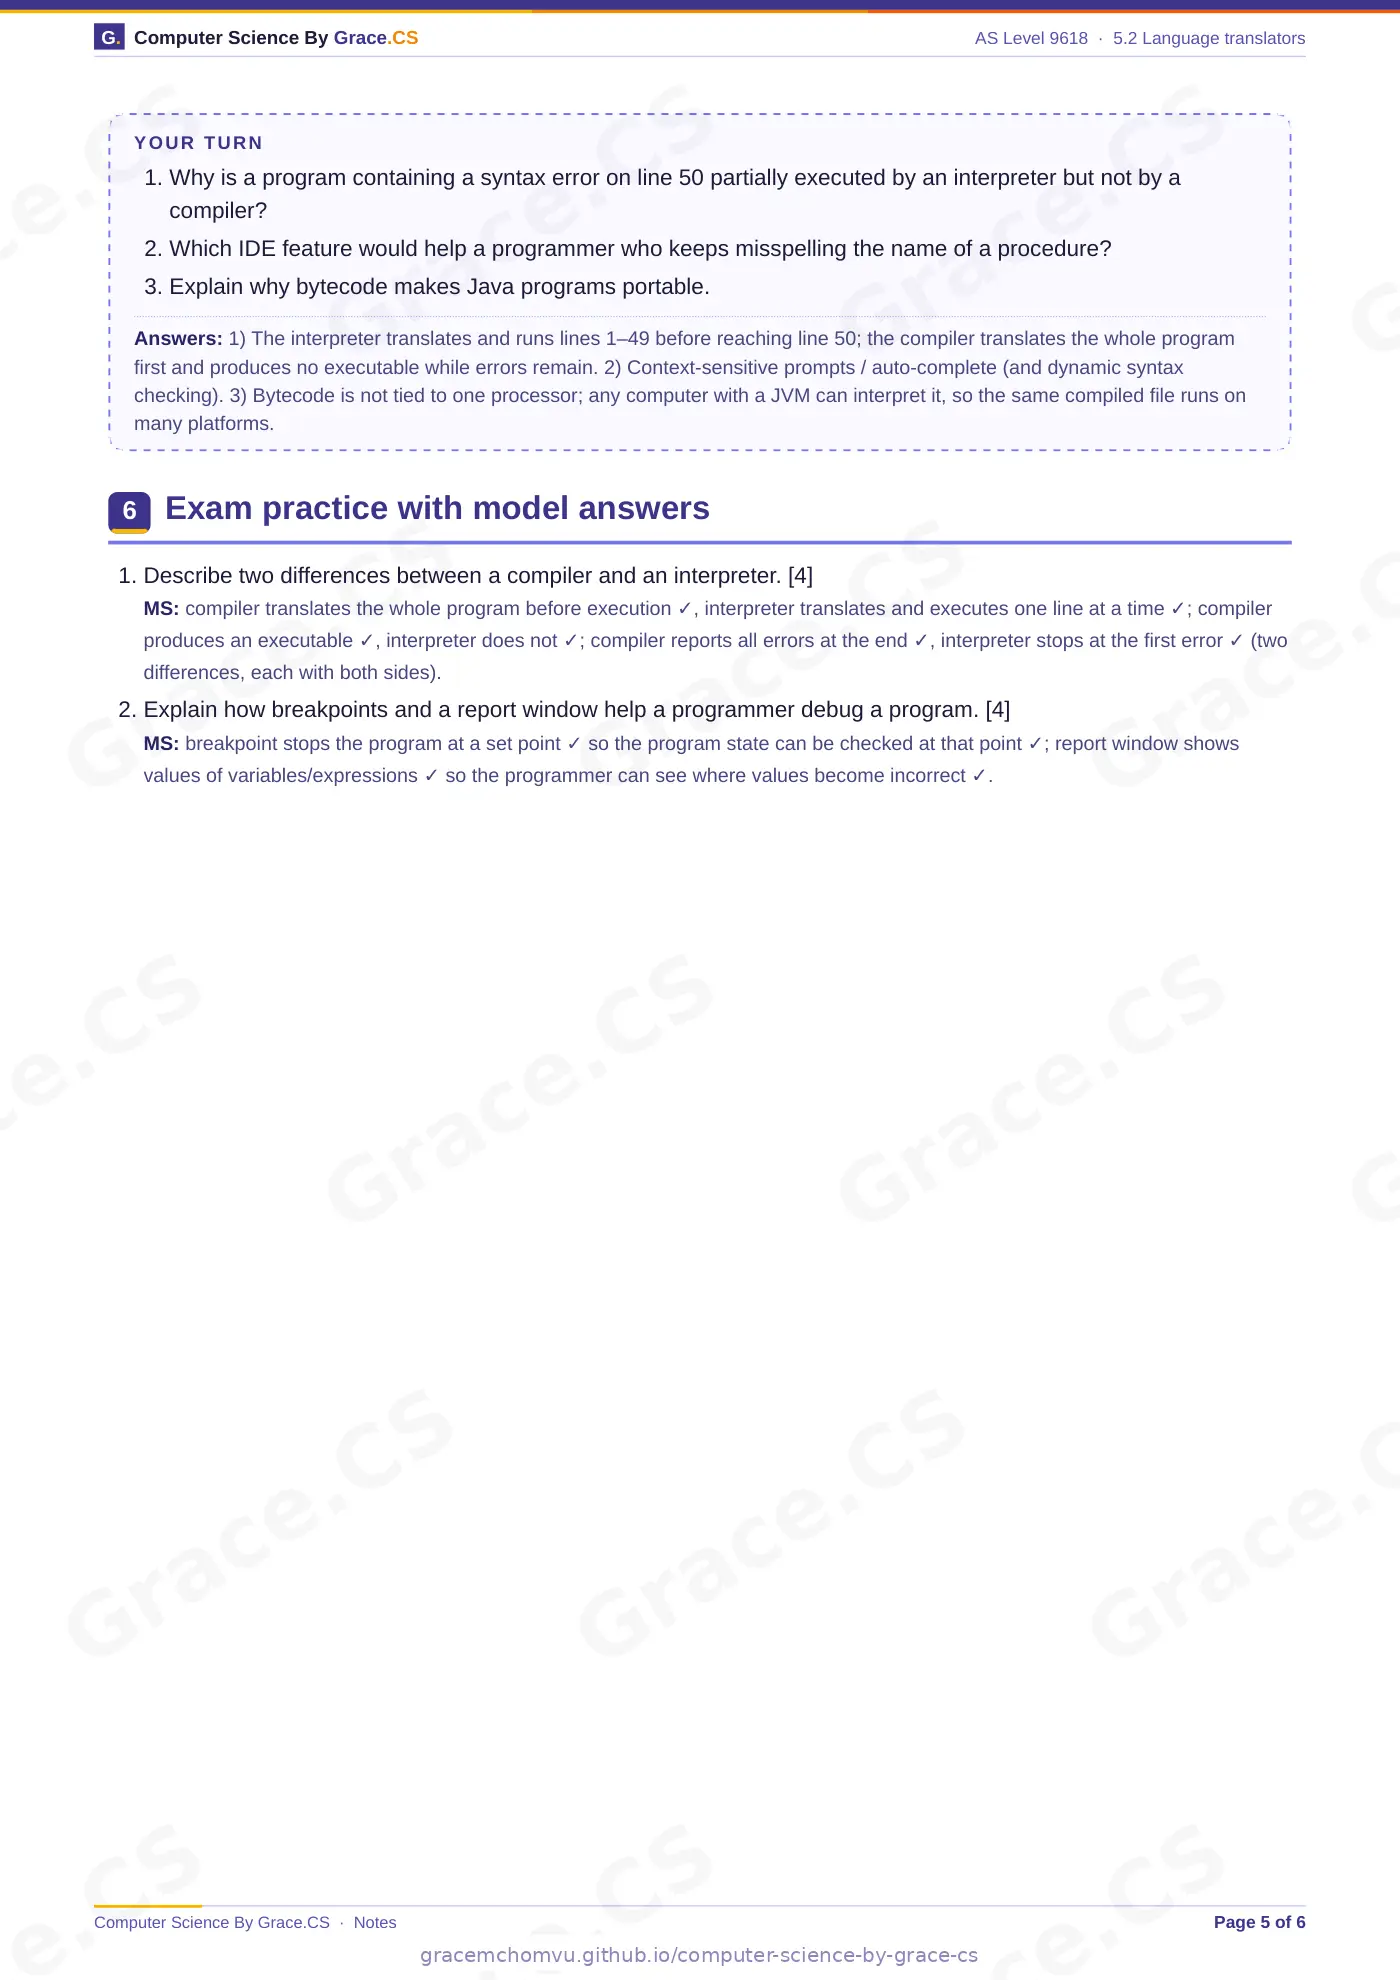 G. Computer Science By Grace.CS
AS Level 9618 · 5.2 Language translators
YOUR TURN
1. Why is a program containing a syntax error on line 50 partially executed by an interpreter but not by a
compiler?
2. Which IDE feature would help a programmer who keeps misspelling the name of a procedure?
3. Explain why bytecode makes Java programs portable.
Answers: 1) The interpreter translates and runs lines 1–49 before reaching line 50; the compiler translates the whole program
first and produces no executable while errors remain. 2) Context-sensitive prompts / auto-complete (and dynamic syntax
checking). 3) Bytecode is not tied to one processor; any computer with a JVM can interpret it, so the same compiled file runs on
many platforms.
6 Exam practice with model answers
1. Describe two differences between a compiler and an interpreter. [4]
MS: compiler translates the whole program before execution ✓, interpreter translates and executes one line at a time ✓; compiler
produces an executable ✓, interpreter does not ✓; compiler reports all errors at the end ✓, interpreter stops at the first error ✓ (two
differences, each with both sides).
2. Explain how breakpoints and a report window help a programmer debug a program. [4]
MS: breakpoint stops the program at a set point ✓ so the program state can be checked at that point ✓; report window shows
values of variables/expressions ✓ so the programmer can see where values become incorrect ✓.
Computer Science By Grace.CS · Notes
Page 5 of 6
gracemchomvu.github.io/computer-science-by-grace-cs